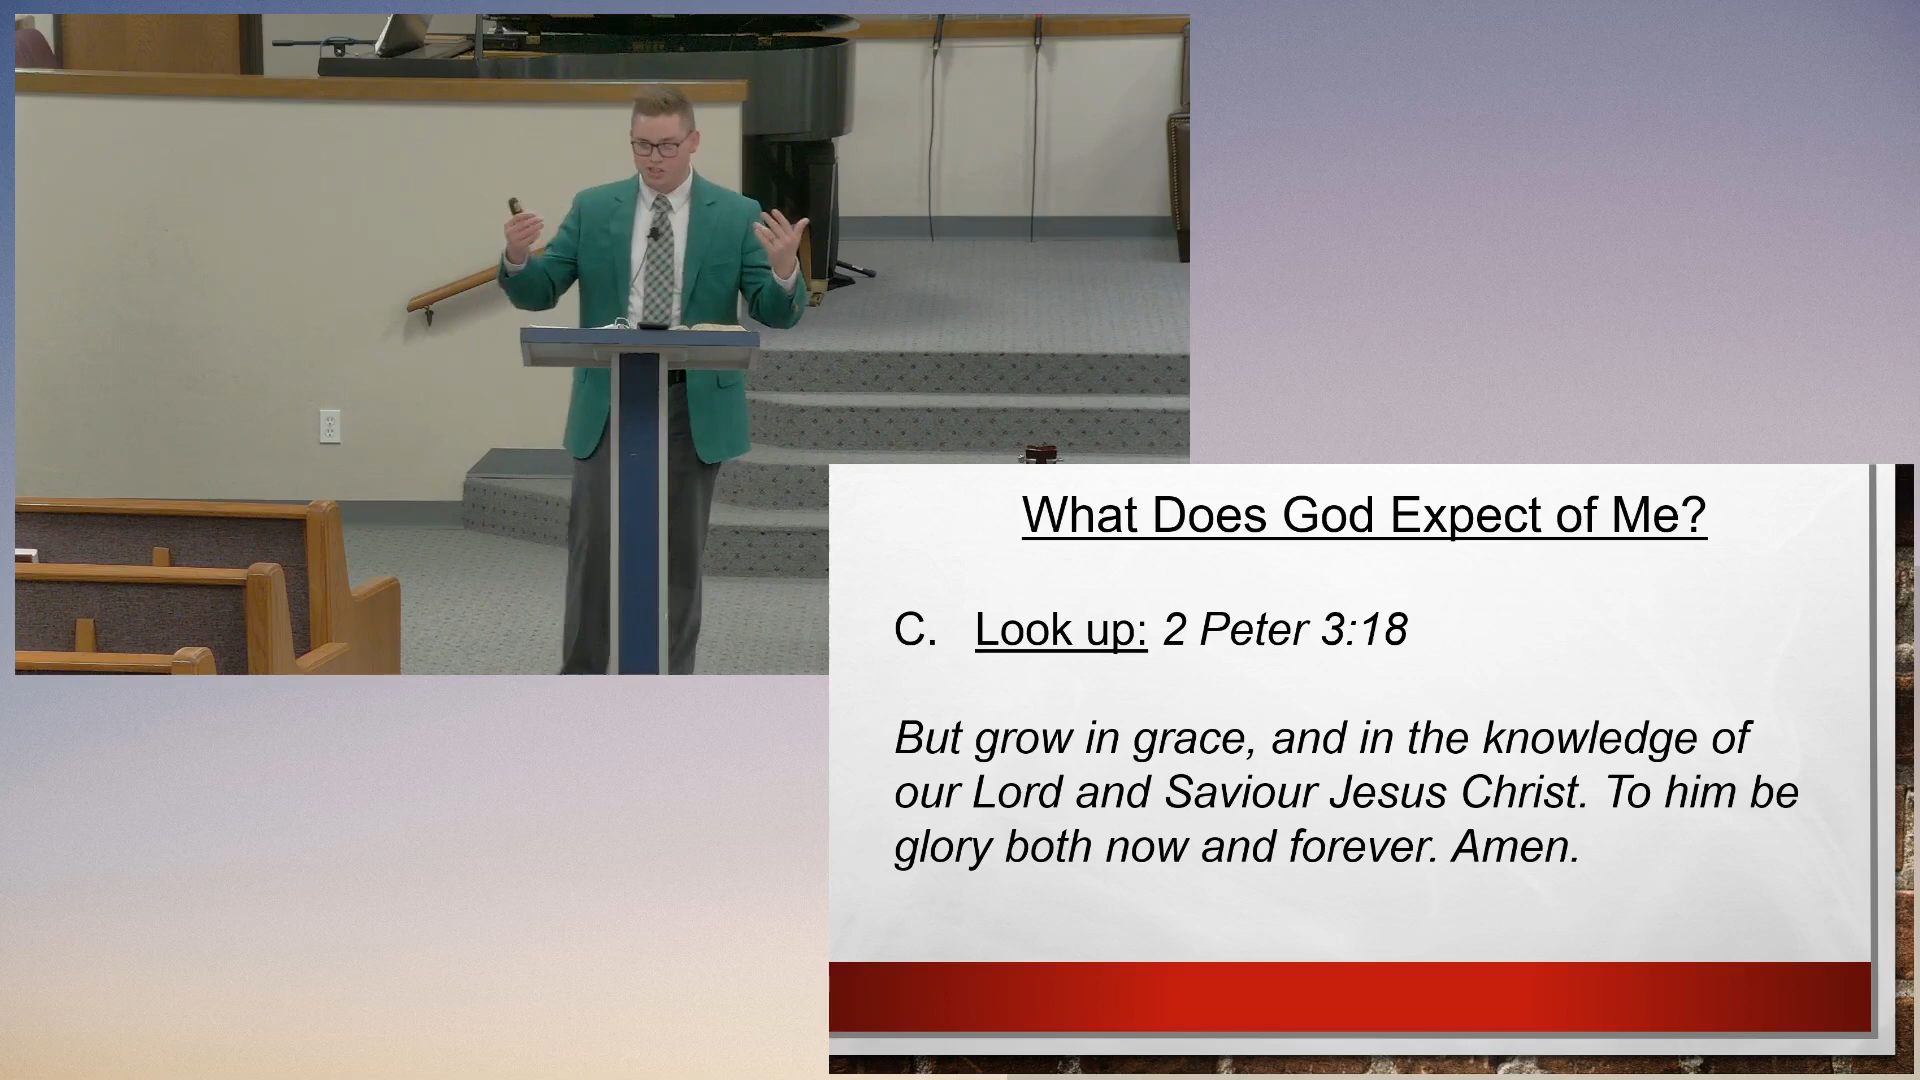 What Does God Expect of Me?
C. Look up: 2 Peter 3:18
But grow in grace, and in the knowledge of
our Lord and Saviour Jesus Christ. To him be
glory both now and forever. Amen.